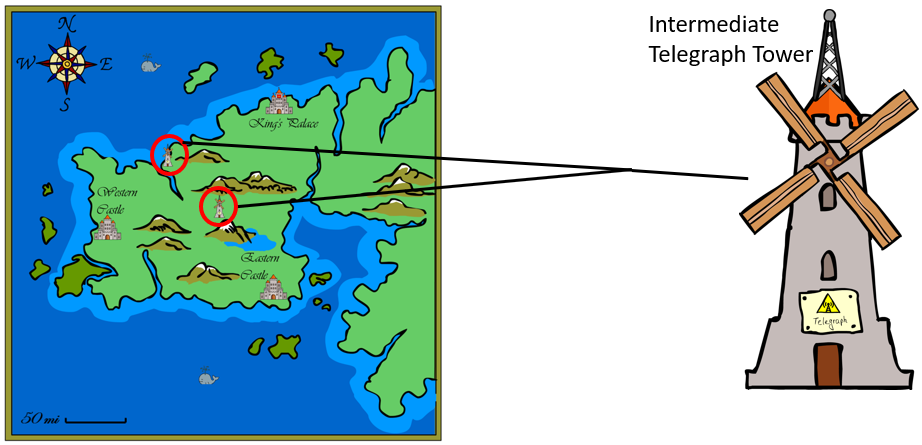 N
W
E
S
King's Palace
Western
Castle
Eastern
Castle
50 mi
Intermediate
Telegraph Tower
Telegraph